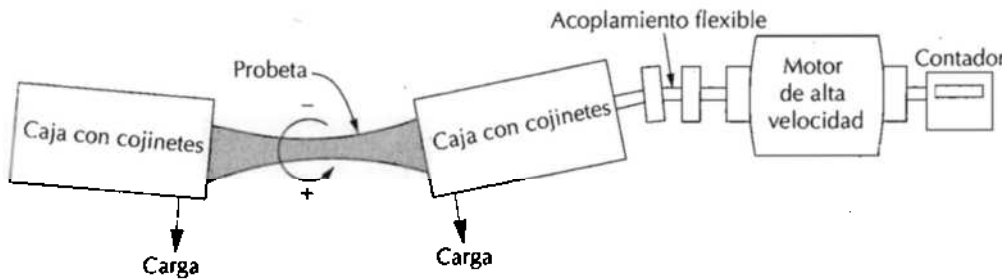 Acoplamiento flexible
Probeta
Motor
de alta
velocidad
Contador
Caja con cojinetes
Caja con cojinetes
−
+
Carga
Carga